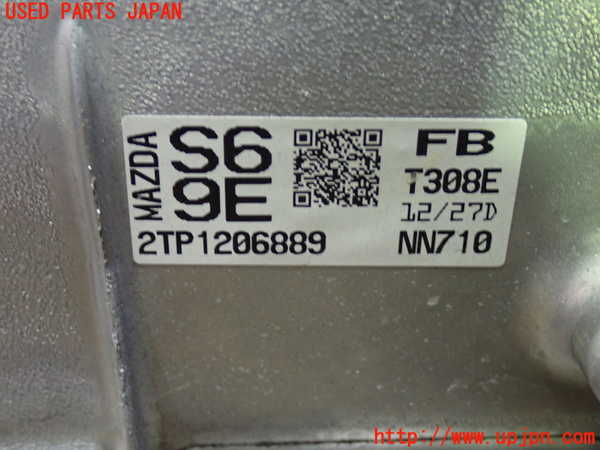 USED PARTS JAPAN
MAZDA
S6
9E
FB
T308E
12/27D
2TP1206889
NN710
http://www.upjpn.com/